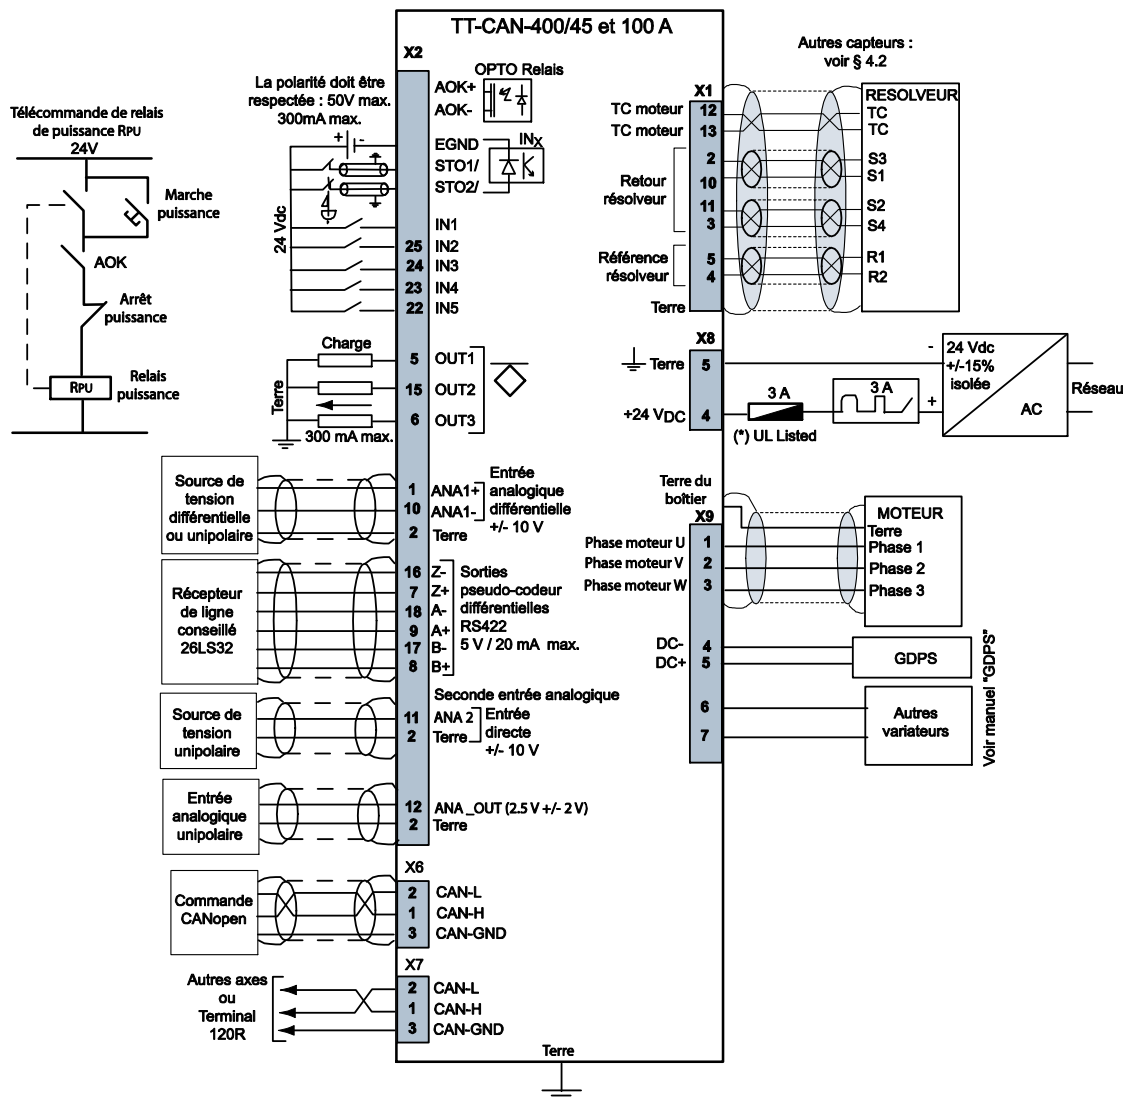 TT-CAN-400/45 et 100 A
Télécommande de relais
de puissance RPU
24V
Marche
puissance
AOK
Arrêt
puissance
RPU
Relais
puissance
La polarité doit être
respectée : 50V max.
300mA max.
+ -
24 Vdc
X2
AOK+
AOK-
OPTO Relais
EGND
STO1/
STO2/
INX
IN1
25 IN2
24 IN3
23 IN4
22 IN5
Charge
Terre
300 mA max.
5 OUT1
15 OUT2
6 OUT3
Source de
tension
différentielle
ou unipolaire
1 ANA1+
10 ANA1-
2 Terre
Entrée
analogique
différentielle
+/- 10 V
Récepteur
de ligne
conseillé
26LS32
16 Z-
7 Z+
18 A-
9 A+
17 B-
8 B+
Sorties
pseudo-codeur
différentielles
RS422
5 V / 20 mA max.
Seconde entrée analogique
Source de
tension
unipolaire
11 ANA 2
2 Terre
Entrée
directe
+/- 10 V
Entrée
analogique
unipolaire
12 ANA _OUT (2.5 V +/- 2 V)
2 Terre
X6
Commande
CANopen
2 CAN-L
1 CAN-H
3 CAN-GND
X7
Autres axes
ou
Terminal
120R
2 CAN-L
1 CAN-H
3 CAN-GND
Terre
Autres capteurs :
voir § 4.2
X1
RESOLVEUR
TC moteur 12 TC
TC moteur 13 TC
Retour
résolveur
2 S3
10 S1
11 S2
3 S4
Référence
résolveur
5 R1
4 R2
Terre
X8
Terre 5
+24 VDC 4
3 A
(*) UL Listed
3 A
-
+
24 Vdc
+/-15%
isolée
AC
Réseau
Terre du
boîtier
X9
MOTEUR
Terre
Phase moteur U 1 Phase 1
Phase moteur V 2 Phase 2
Phase moteur W 3 Phase 3
DC- 4
DC+ 5
GDPS
6
7
Autres
variateurs
Voir manuel "GDPS"